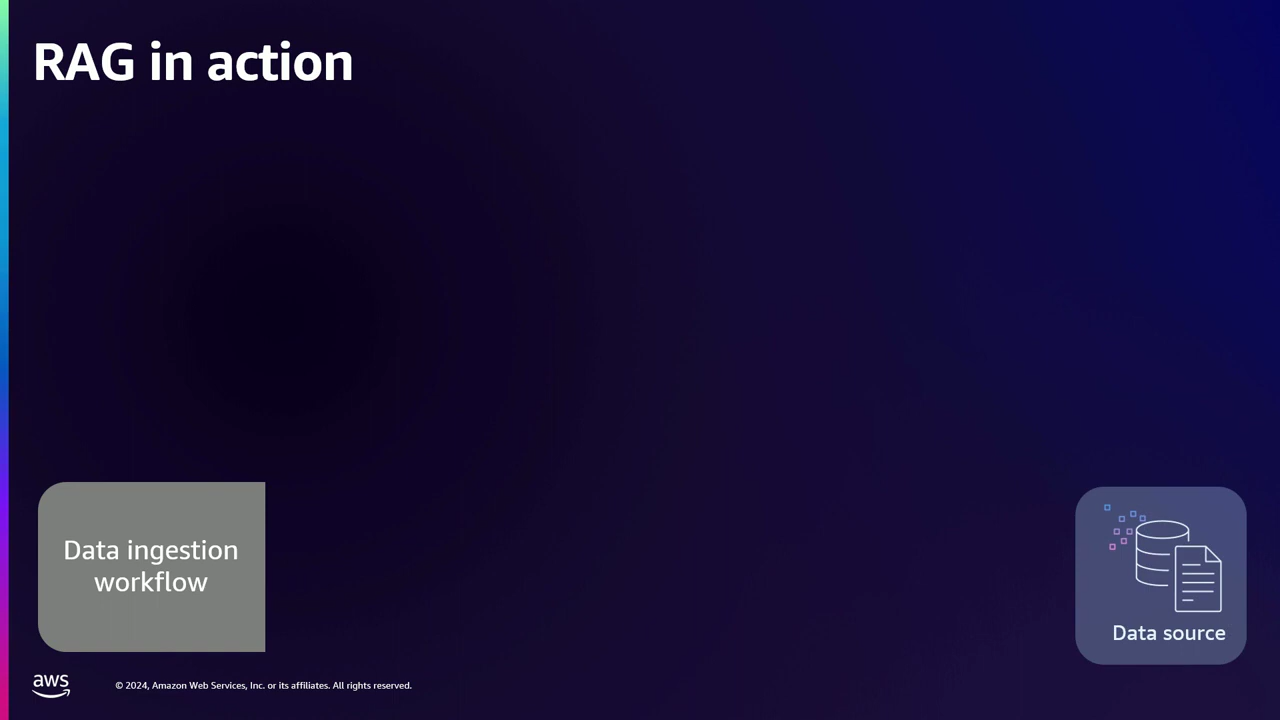 RAG in action
Data ingestion
workflow
Data source
aws
© 2024, Amazon Web Services, Inc. or its affiliates. All rights reserved.